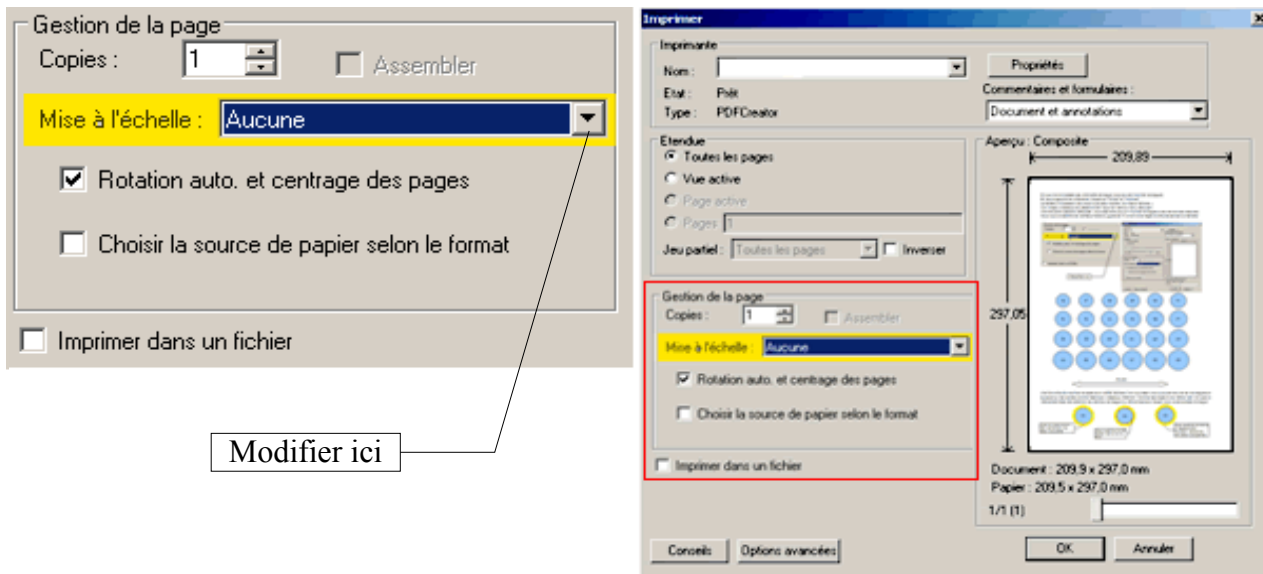 Gestion de la page
Copies :
1
Assembler
Mise à l'échelle :
Aucune
Rotation auto. et centrage des pages
Choisir la source de papier selon le format
Imprimer dans un fichier
Modifier ici
Imprimer
Imprimante
Nom :
Propriétés
Etat : Prêt
Commentaires et formulaires :
Type : PDFCreator
Document et annotations
Etendue
Toutes les pages
Vue active
Page active
Pages 1
Jeu partiel : Toutes les pages
Inverser
Gestion de la page
Copies : 1
Assembler
Mise à l'échelle : Aucune
Rotation auto. et centrage des pages
Choisir la source de papier selon le format
Imprimer dans un fichier
Aperçu : Composite
209,89
297,05
Document : 209,9 x 297,0 mm
Papier : 209,5 x 297,0 mm
1/1 (1)
Conseils
Options avancées
OK
Annuler